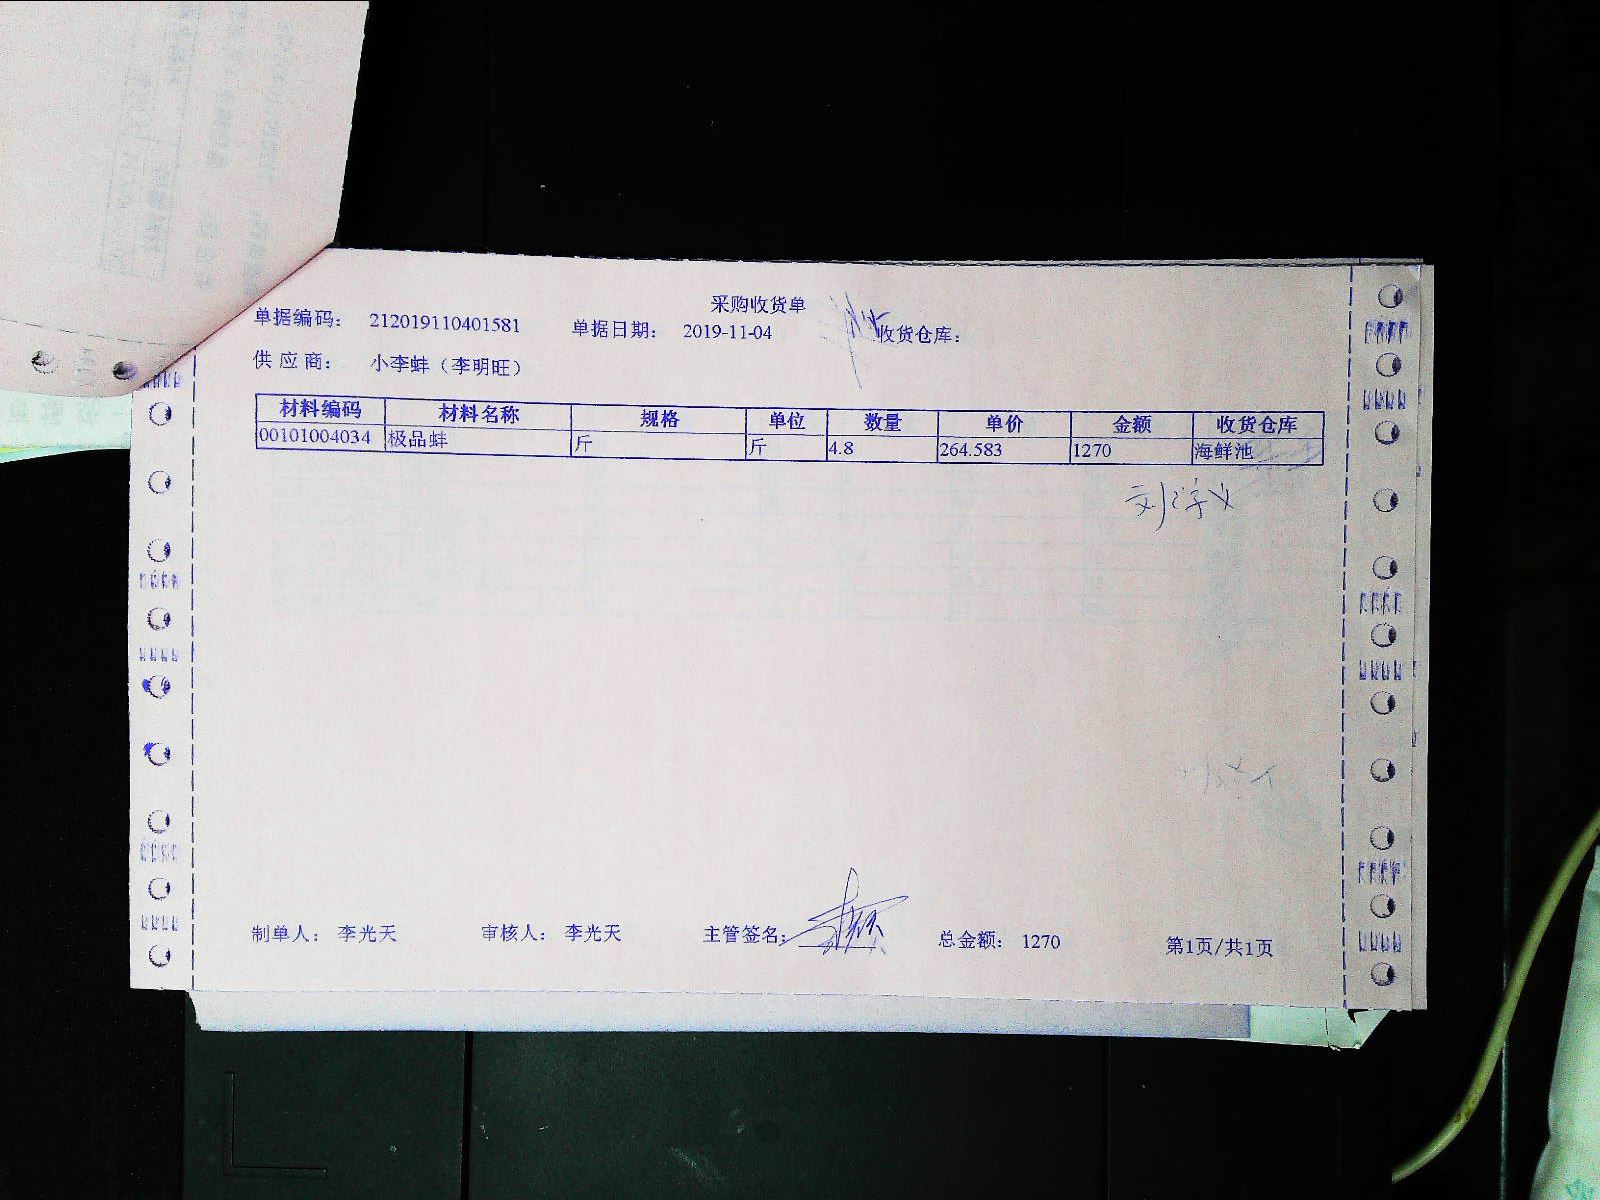 采购收货单
单据编码： 212019110401581 单据日期： 2019-11-04 收货仓库：
供 应 商： 小李蚌（李明旺）
材料编码 材料名称 规格 单位 数量 单价 金额 收货仓库
00101004034 极品蚌 斤 斤 4.8 264.583 1270 海鲜池
制单人： 李光天 审核人： 李光天 主管签名： 总金额： 1270 第1页/共1页